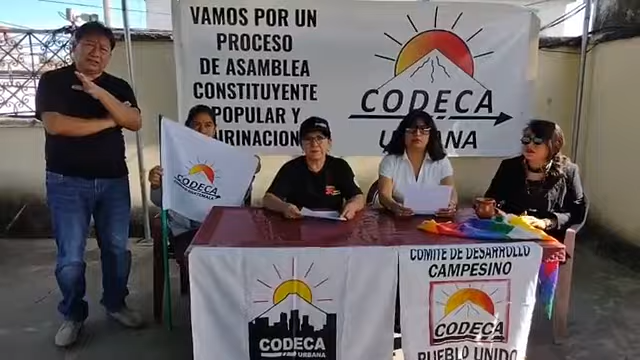 VAMOS POR UN
PROCESO
DE ASAMBLEA
CONSTITUYENTE
POPULAR Y
CODECA
URBANA
CODECA
COMITE DE DESARROLLO
CAMPESINO
CODECA
PUEBLO UNIDO
CODECA
URBANA